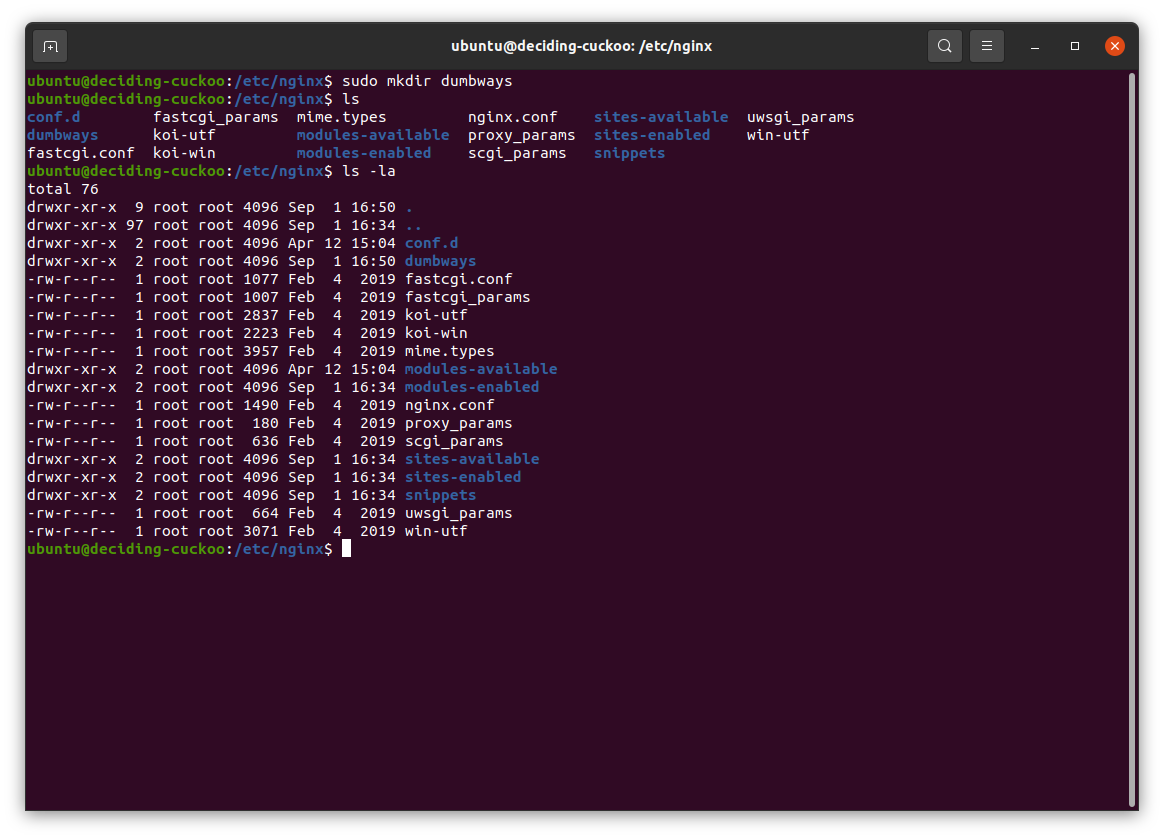 ubuntu@deciding-cuckoo: /etc/nginx
ubuntu@deciding-cuckoo:/etc/nginx$ sudo mkdir dumbways
ubuntu@deciding-cuckoo:/etc/nginx$ ls
conf.d        fastcgi_params  mime.types         nginx.conf    sites-available  uwsgi_params
dumbways      koi-utf         modules-available  proxy_params  sites-enabled    win-utf
fastcgi.conf  koi-win         modules-enabled    scgi_params   snippets
ubuntu@deciding-cuckoo:/etc/nginx$ ls -la
total 76
drwxr-xr-x  9 root root 4096 Sep  1 16:50 .
drwxr-xr-x 97 root root 4096 Sep  1 16:34 ..
drwxr-xr-x  2 root root 4096 Apr 12 15:04 conf.d
drwxr-xr-x  2 root root 4096 Sep  1 16:50 dumbways
-rw-r--r--  1 root root 1077 Feb  4  2019 fastcgi.conf
-rw-r--r--  1 root root 1007 Feb  4  2019 fastcgi_params
-rw-r--r--  1 root root 2837 Feb  4  2019 koi-utf
-rw-r--r--  1 root root 2223 Feb  4  2019 koi-win
-rw-r--r--  1 root root 3957 Feb  4  2019 mime.types
drwxr-xr-x  2 root root 4096 Apr 12 15:04 modules-available
drwxr-xr-x  2 root root 4096 Sep  1 16:34 modules-enabled
-rw-r--r--  1 root root 1490 Feb  4  2019 nginx.conf
-rw-r--r--  1 root root  180 Feb  4  2019 proxy_params
-rw-r--r--  1 root root  636 Feb  4  2019 scgi_params
drwxr-xr-x  2 root root 4096 Sep  1 16:34 sites-available
drwxr-xr-x  2 root root 4096 Sep  1 16:34 sites-enabled
drwxr-xr-x  2 root root 4096 Sep  1 16:34 snippets
-rw-r--r--  1 root root  664 Feb  4  2019 uwsgi_params
-rw-r--r--  1 root root 3071 Feb  4  2019 win-utf
ubuntu@deciding-cuckoo:/etc/nginx$